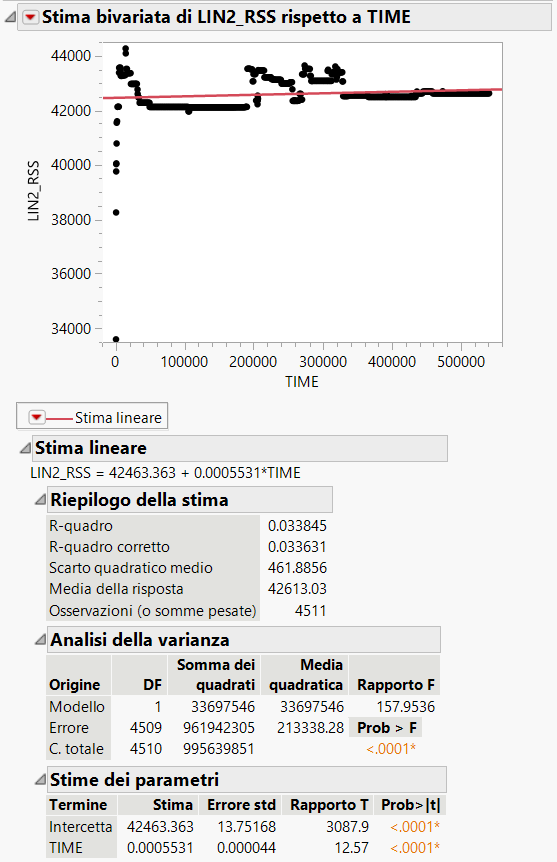 Stima bivariata di LIN2_RSS rispetto a TIME
44000
42000
40000
38000
36000
34000
LIN2_RSS
0 100000 200000 300000 400000 500000
TIME
Stima lineare
Stima lineare
LIN2_RSS = 42463.363 + 0.0005531*TIME
Riepilogo della stima
R-quadro 0.033845
R-quadro corretto 0.033631
Scarto quadratico medio 461.8856
Media della risposta 42613.03
Osservazioni (o somme pesate) 4511
Analisi della varianza
Somma dei Media
Origine DF quadrati quadratica Rapporto F
Modello 1 33697546 33697546 157.9536
Errore 4509 961942305 213338.28 Prob > F
C. totale 4510 995639851 <.0001*
Stime dei parametri
Termine Stima Errore std Rapporto T Prob>|t|
Intercetta 42463.363 13.75168 3087.9 <.0001*
TIME 0.0005531 0.000044 12.57 <.0001*